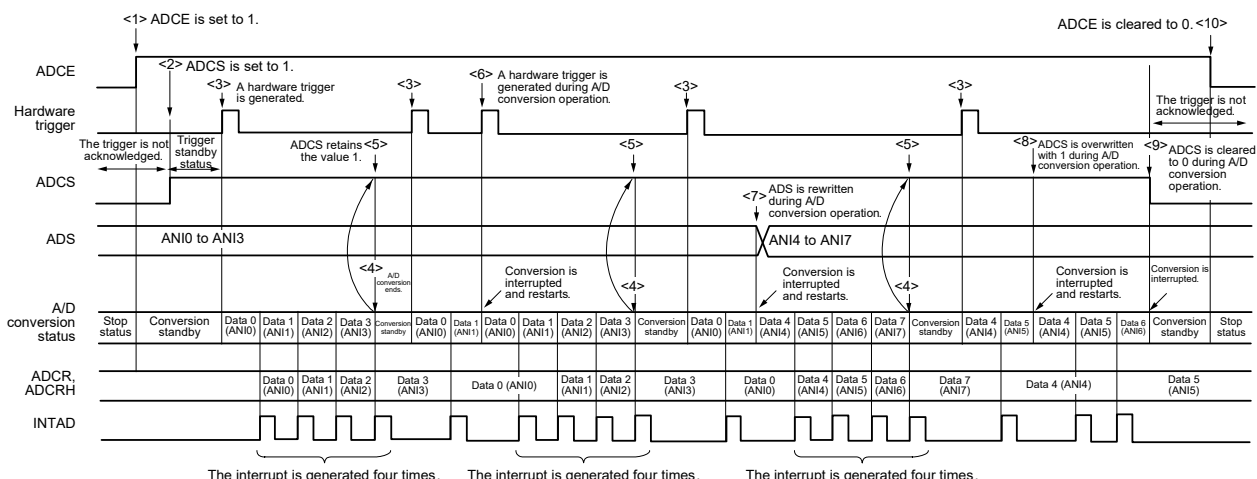 <1> ADCE is set to 1.
ADCE is cleared to 0. <10>
ADCE
<2> ADCS is set to 1.
<3> A hardware trigger
is generated.
<3>
<6> A hardware trigger is
generated during A/D
conversion operation.
<3>
<3>
The trigger is not
acknowledged.
Hardware
trigger
The trigger is not
acknowledged.
Trigger
standby
status
ADCS retains
the value 1.
<5>
<5>
<5>
<8> ADCS is overwritten
with 1 during A/D
conversion operation.
<9> ADCS is cleared
to 0 during A/D
conversion
operation.
ADCS
<7> ADS is rewritten
during A/D
conversion operation.
ADS
ANI0 to ANI3
ANI4 to ANI7
<4> A/D
conversion
ends.
Conversion is
interrupted
and restarts.
<4>
Conversion is
interrupted
and restarts.
<4>
Conversion is
interrupted
and restarts.
Conversion is
interrupted.
A/D
conversion
status
Stop
status
Conversion
standby
Data 0
(ANI0)
Data 1
(ANI1)
Data 2
(ANI2)
Data 3
(ANI3)
Conversion
standby
Data 0
(ANI0)
Data 1
(ANI1)
Data 0
(ANI0)
Data 1
(ANI1)
Data 2
(ANI2)
Data 3
(ANI3)
Conversion
standby
Data 0
(ANI0)
Data 1
(ANI1)
Data 4
(ANI4)
Data 5
(ANI5)
Data 6
(ANI6)
Data 7
(ANI7)
Conversion
standby
Data 4
(ANI4)
Data 5
(ANI5)
Data 4
(ANI4)
Data 5
(ANI5)
Data 6
(ANI6)
Conversion
standby
Stop
status
ADCR,
ADCRH
Data 0
(ANI0)
Data 1
(ANI1)
Data 2
(ANI2)
Data 3
(ANI3)
Data 0 (ANI0)
Data 1
(ANI1)
Data 2
(ANI2)
Data 3
(ANI3)
Data 0
(ANI0)
Data 4
(ANI4)
Data 5
(ANI5)
Data 6
(ANI6)
Data 7
(ANI7)
Data 4 (ANI4)
Data 5
(ANI5)
INTAD
The interrupt is generated four times.
The interrupt is generated four times.
The interrupt is generated four times.